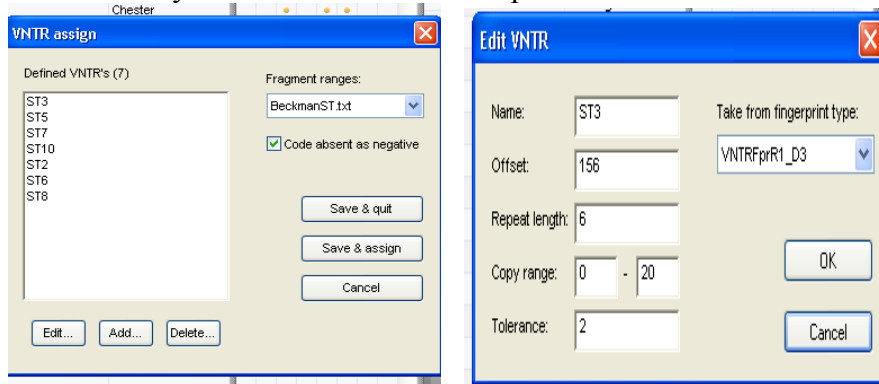 Chester
VNTR assign
Defined VNTR's (7)
ST3
ST5
ST7
ST10
ST2
ST6
ST8
Fragment ranges:
BeckmanST.txt
Code absent as negative
Save & quit
Save & assign
Cancel
Edit...
Add...
Delete...
Edit VNTR
Name:
ST3
Offset:
156
Repeat length:
6
Copy range:
0 - 20
Tolerance:
2
Take from fingerprint type:
VNTRFprR1_D3
OK
Cancel